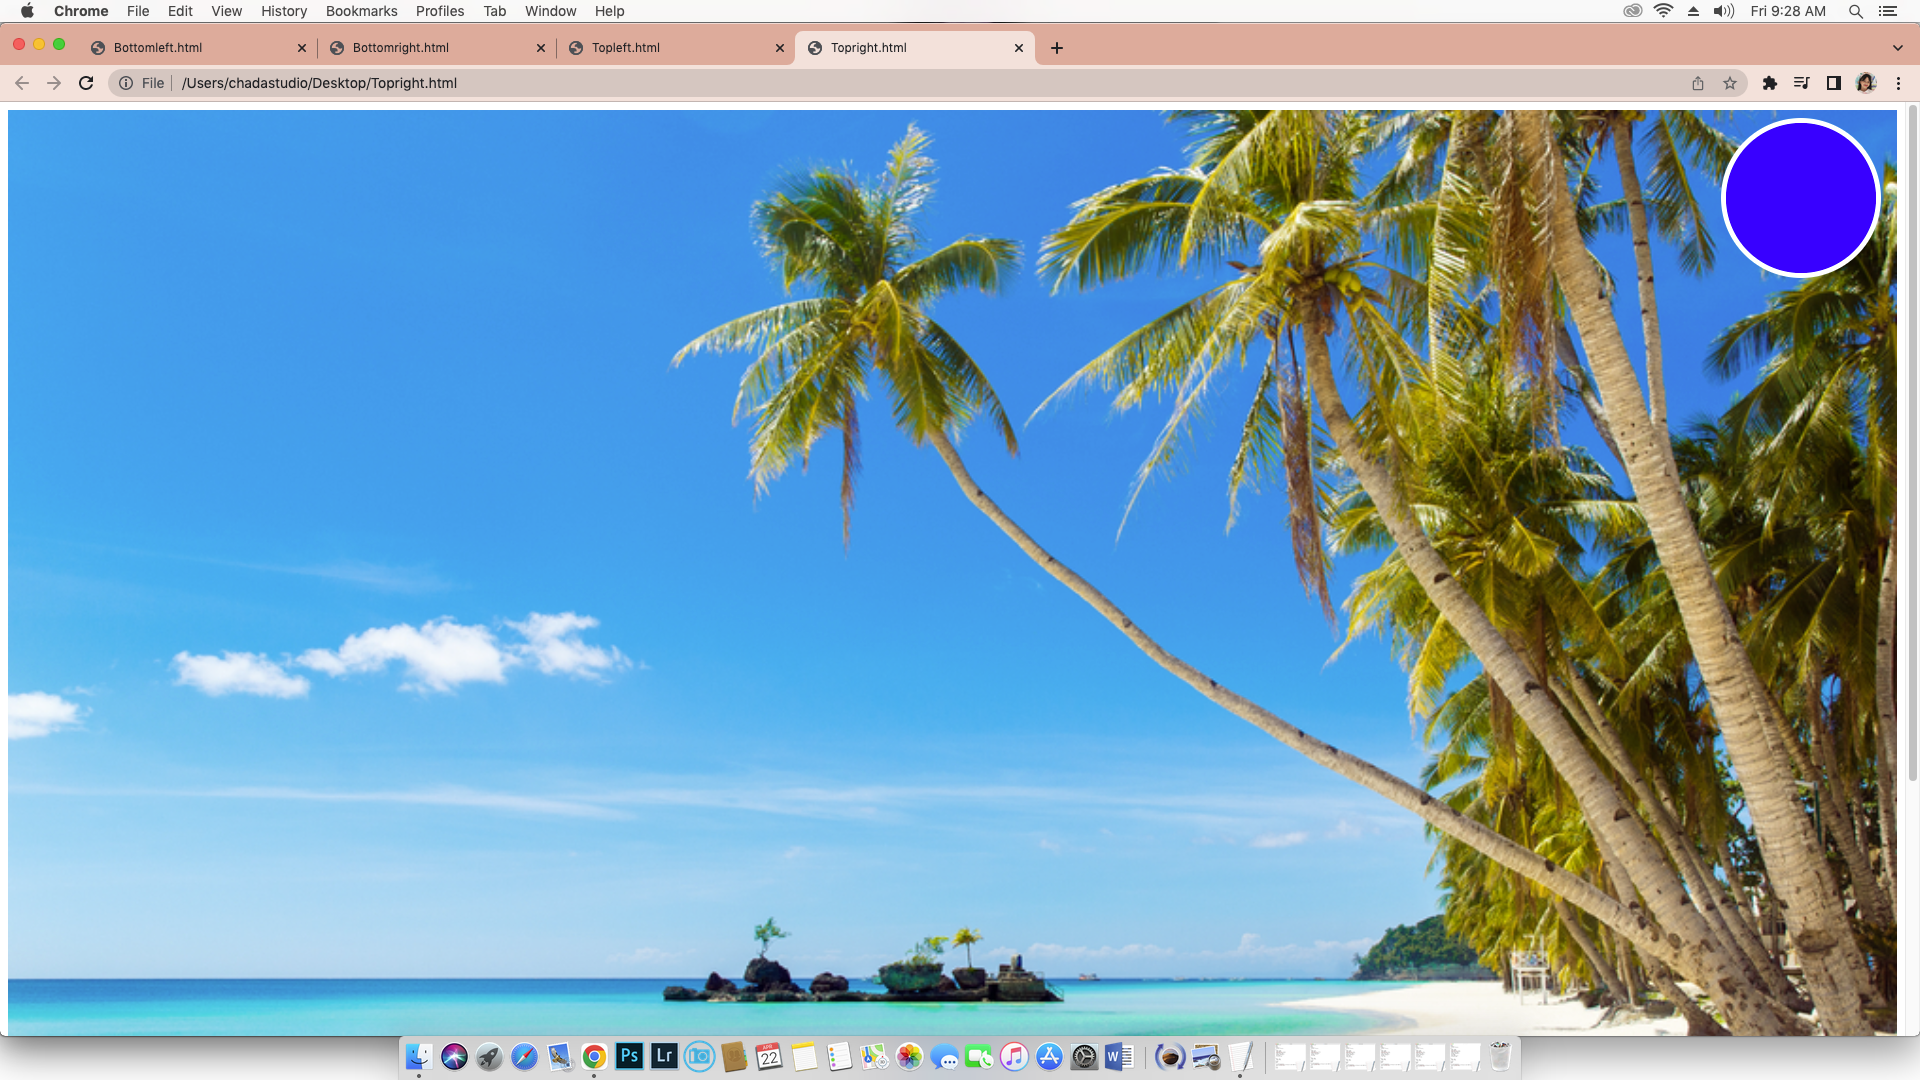 Chrome File Edit View History Bookmarks Profiles Tab Window Help Fri 9:28 AM
Bottomleft.html Bottomright.html Topleft.html Topright.html
File /Users/chadastudio/Desktop/Topright.html
Ps Lr APR 22 W